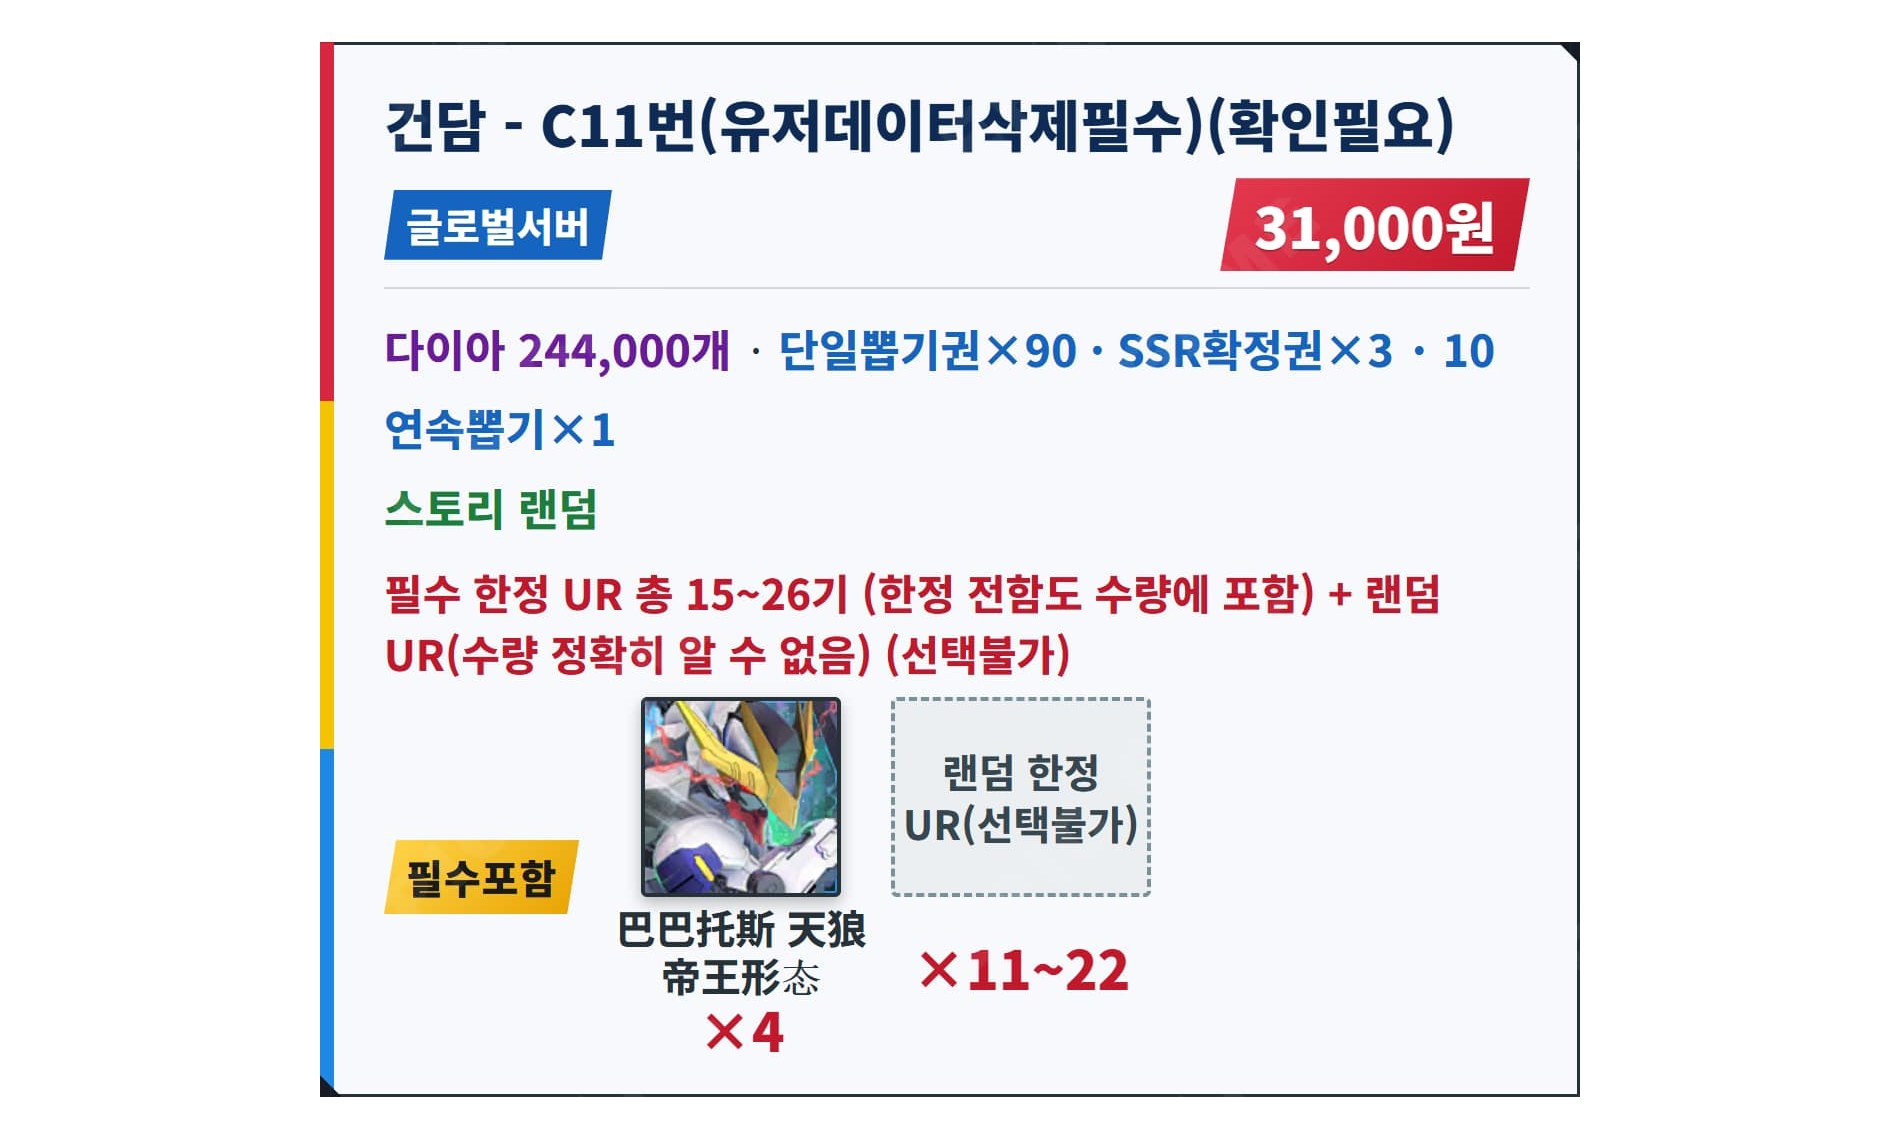 건담 - C11번(유저데이터삭제필수)(확인필요)
글로벌서버
31,000원
다이아 244,000개 · 단일뽑기권×90 · SSR확정권×3 · 10
연속뽑기×1
스토리 랜덤
필수 한정 UR 총 15~26기 (한정 전함도 수량에 포함) + 랜덤
UR(수량 정확히 알 수 없음) (선택불가)
필수포함
巴巴托斯 天狼
帝王形态
×4
랜덤 한정
UR(선택불가)
×11~22